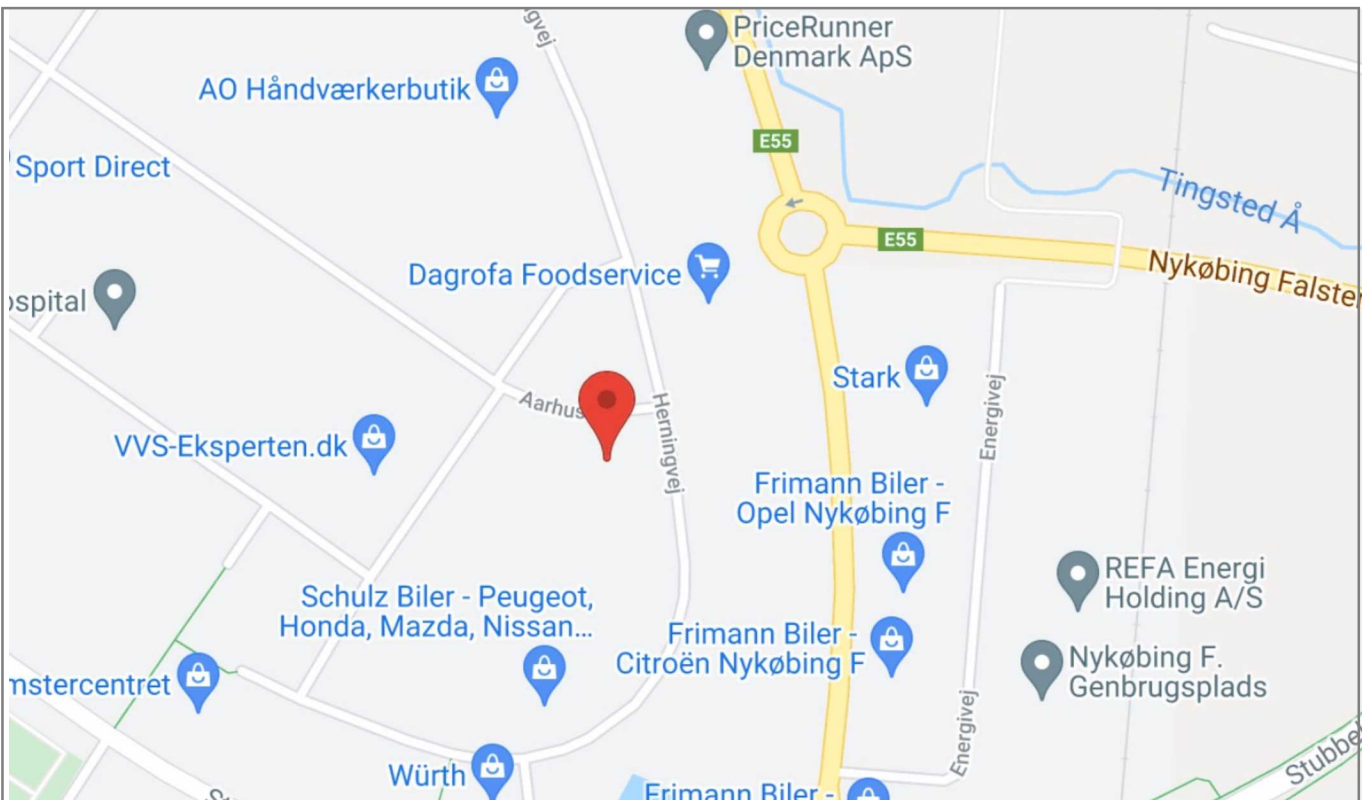 gvej
PriceRunner
Denmark ApS
AO Håndværkerbutik
E55
Sport Direct
Tingsted Å
E55
Dagrofa Foodservice
Nykøbing Falster
ospital
Stark
Aarhus
Herningvej
Energivej
VVS-Eksperten.dk
Frimann Biler -
Opel Nykøbing F
REFA Energi
Holding A/S
Schulz Biler - Peugeot,
Honda, Mazda, Nissan...
Frimann Biler -
Citroën Nykøbing F
Nykøbing F.
Genbrugsplads
mstercentret
Energivej
Würth
Stubbe
Frimann Biler -